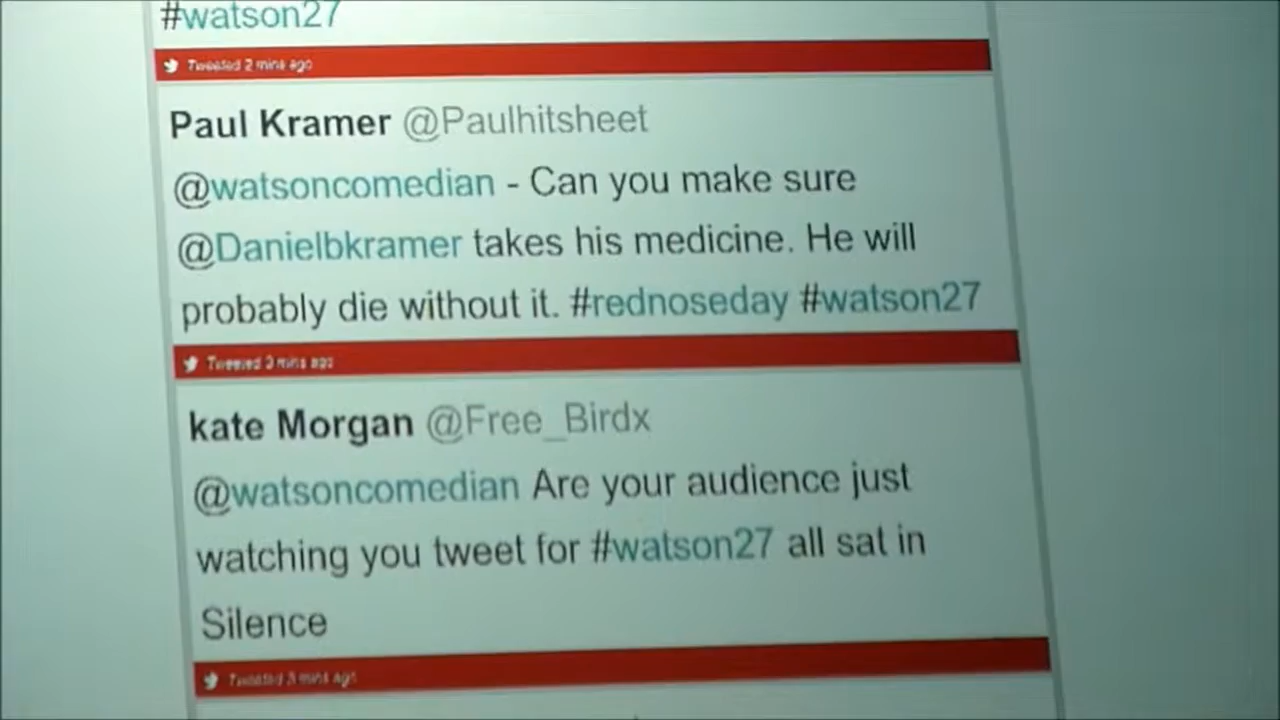 #watson27
Tweeted 2 mins ago
Paul Kramer @Paulhitsheet
@watsoncomedian - Can you make sure
@Danielbkramer takes his medicine. He will
probably die without it. #rednoseday #watson27
Tweeted 3 mins ago
kate Morgan @Free_Birdx
@watsoncomedian Are your audience just
watching you tweet for #watson27 all sat in
Silence
Tweeted 3 mins ago